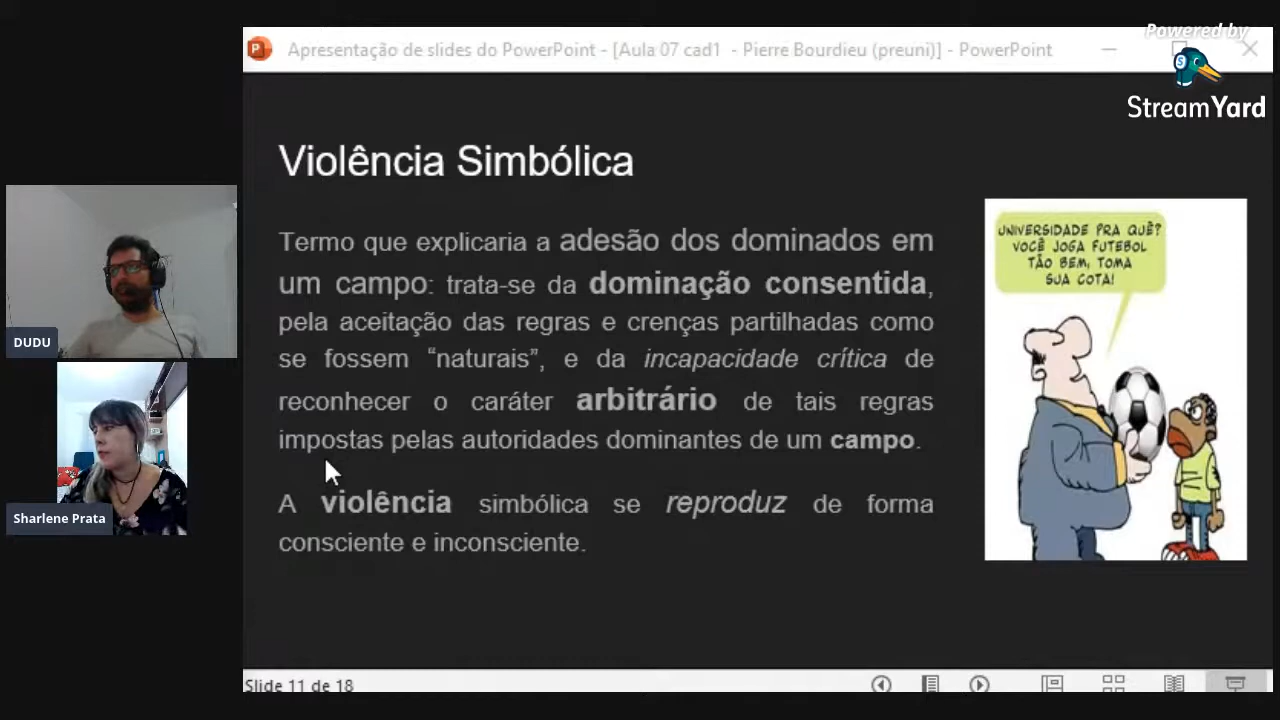 Powered by
StreamYard
Apresentação de slides do PowerPoint - [Aula 07 cad1 - Pierre Bourdieu (preuni)] - PowerPoint
Violência Simbólica
Termo que explicaria a adesão dos dominados em
um campo: trata-se da dominação consentida,
pela aceitação das regras e crenças partilhadas como
se fossem “naturais”, e da incapacidade crítica de
reconhecer o caráter arbitrário de tais regras
impostas pelas autoridades dominantes de um campo.
A violência simbólica se reproduz de forma
consciente e inconsciente.
UNIVERSIDADE PRA QUÊ?
VOCÊ JOGA FUTEBOL
TÃO BEM, TOMA
SUA COTA!
DUDU
Sharlene Prata
Slide 11 de 18